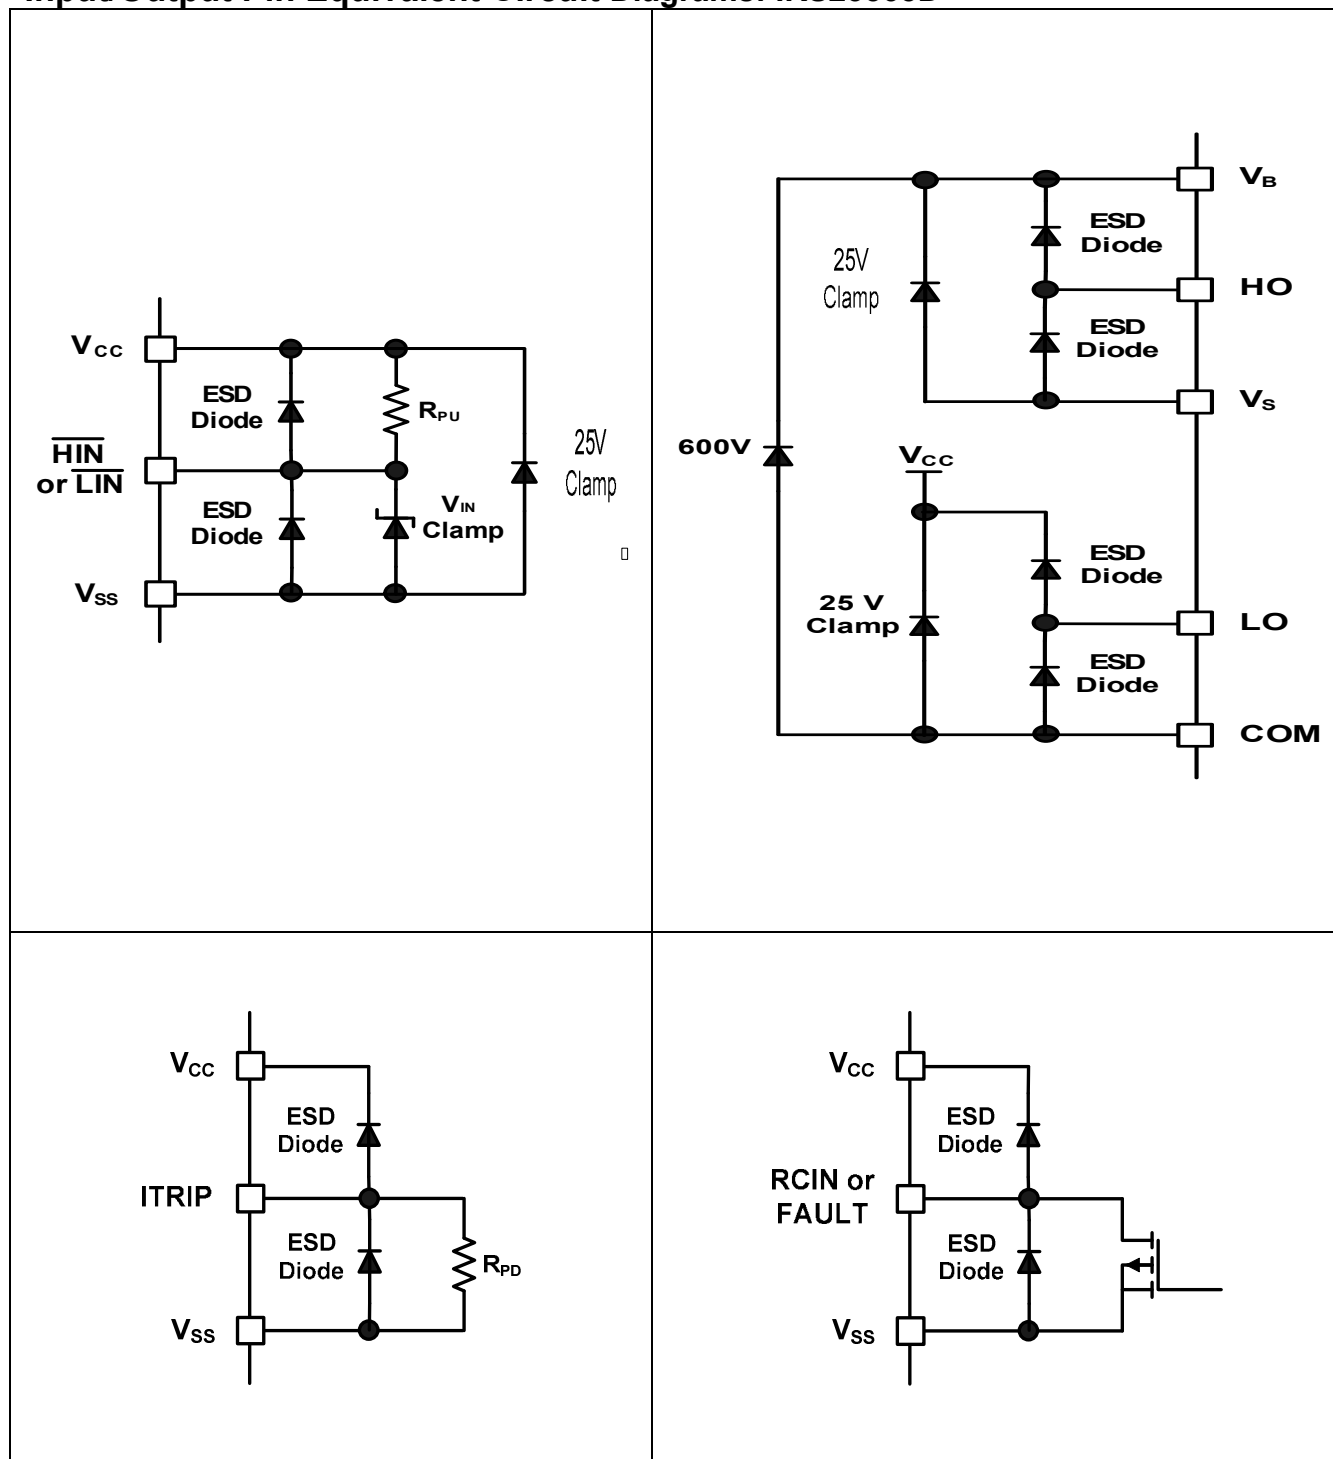 VCC
ESD
Diode
RPU
HIN
or LIN
ESD
Diode
VIN
Clamp
25V
Clamp
VSS
VB
ESD
Diode
25V
Clamp
HO
ESD
Diode
VS
600V
VCC
ESD
Diode
25 V
Clamp
LO
ESD
Diode
COM
VCC
ESD
Diode
ITRIP
ESD
Diode
RPD
VSS
VCC
ESD
Diode
RCIN or
FAULT
ESD
Diode
VSS